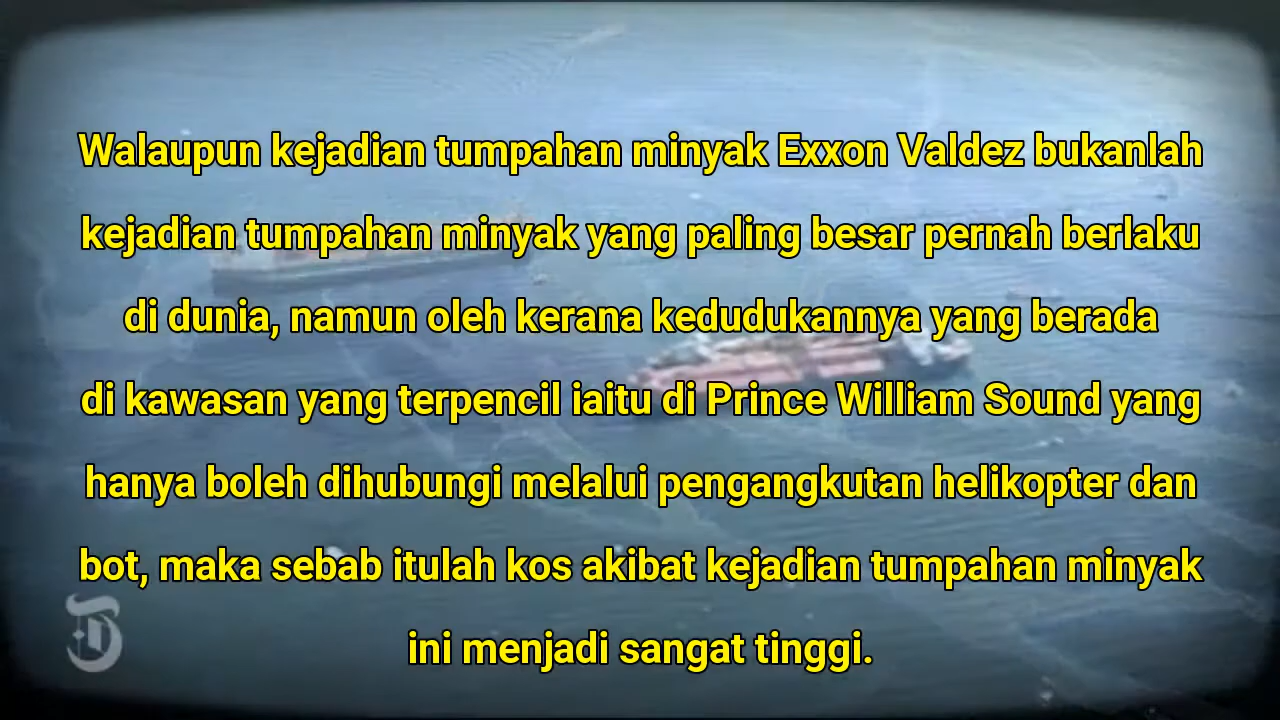 Walaupun kejadian tumpahan minyak Exxon Valdez bukanlah
kejadian tumpahan minyak yang paling besar pernah berlaku
di dunia, namun oleh kerana kedudukannya yang berada
di kawasan yang terpencil iaitu di Prince William Sound yang
hanya boleh dihubungi melalui pengangkutan helikopter dan
bot, maka sebab itulah kos akibat kejadian tumpahan minyak
ini menjadi sangat tinggi.
T